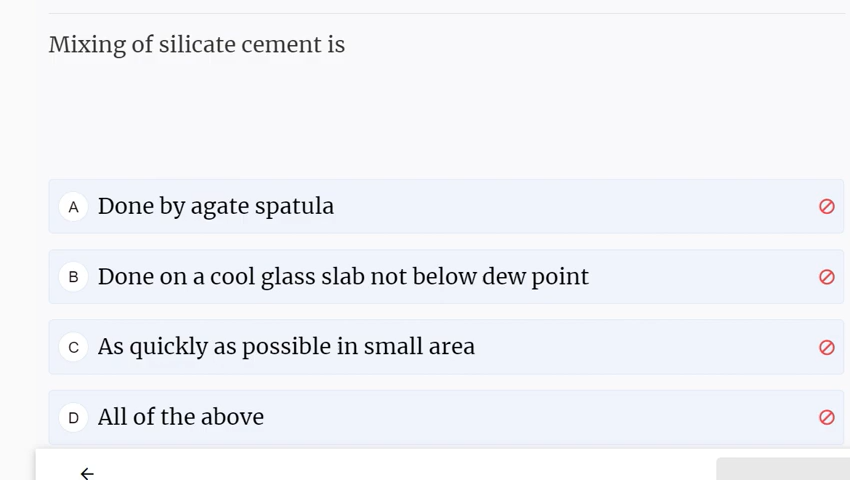 Mixing of silicate cement is
A Done by agate spatula
B Done on a cool glass slab not below dew point
C As quickly as possible in small area
D All of the above